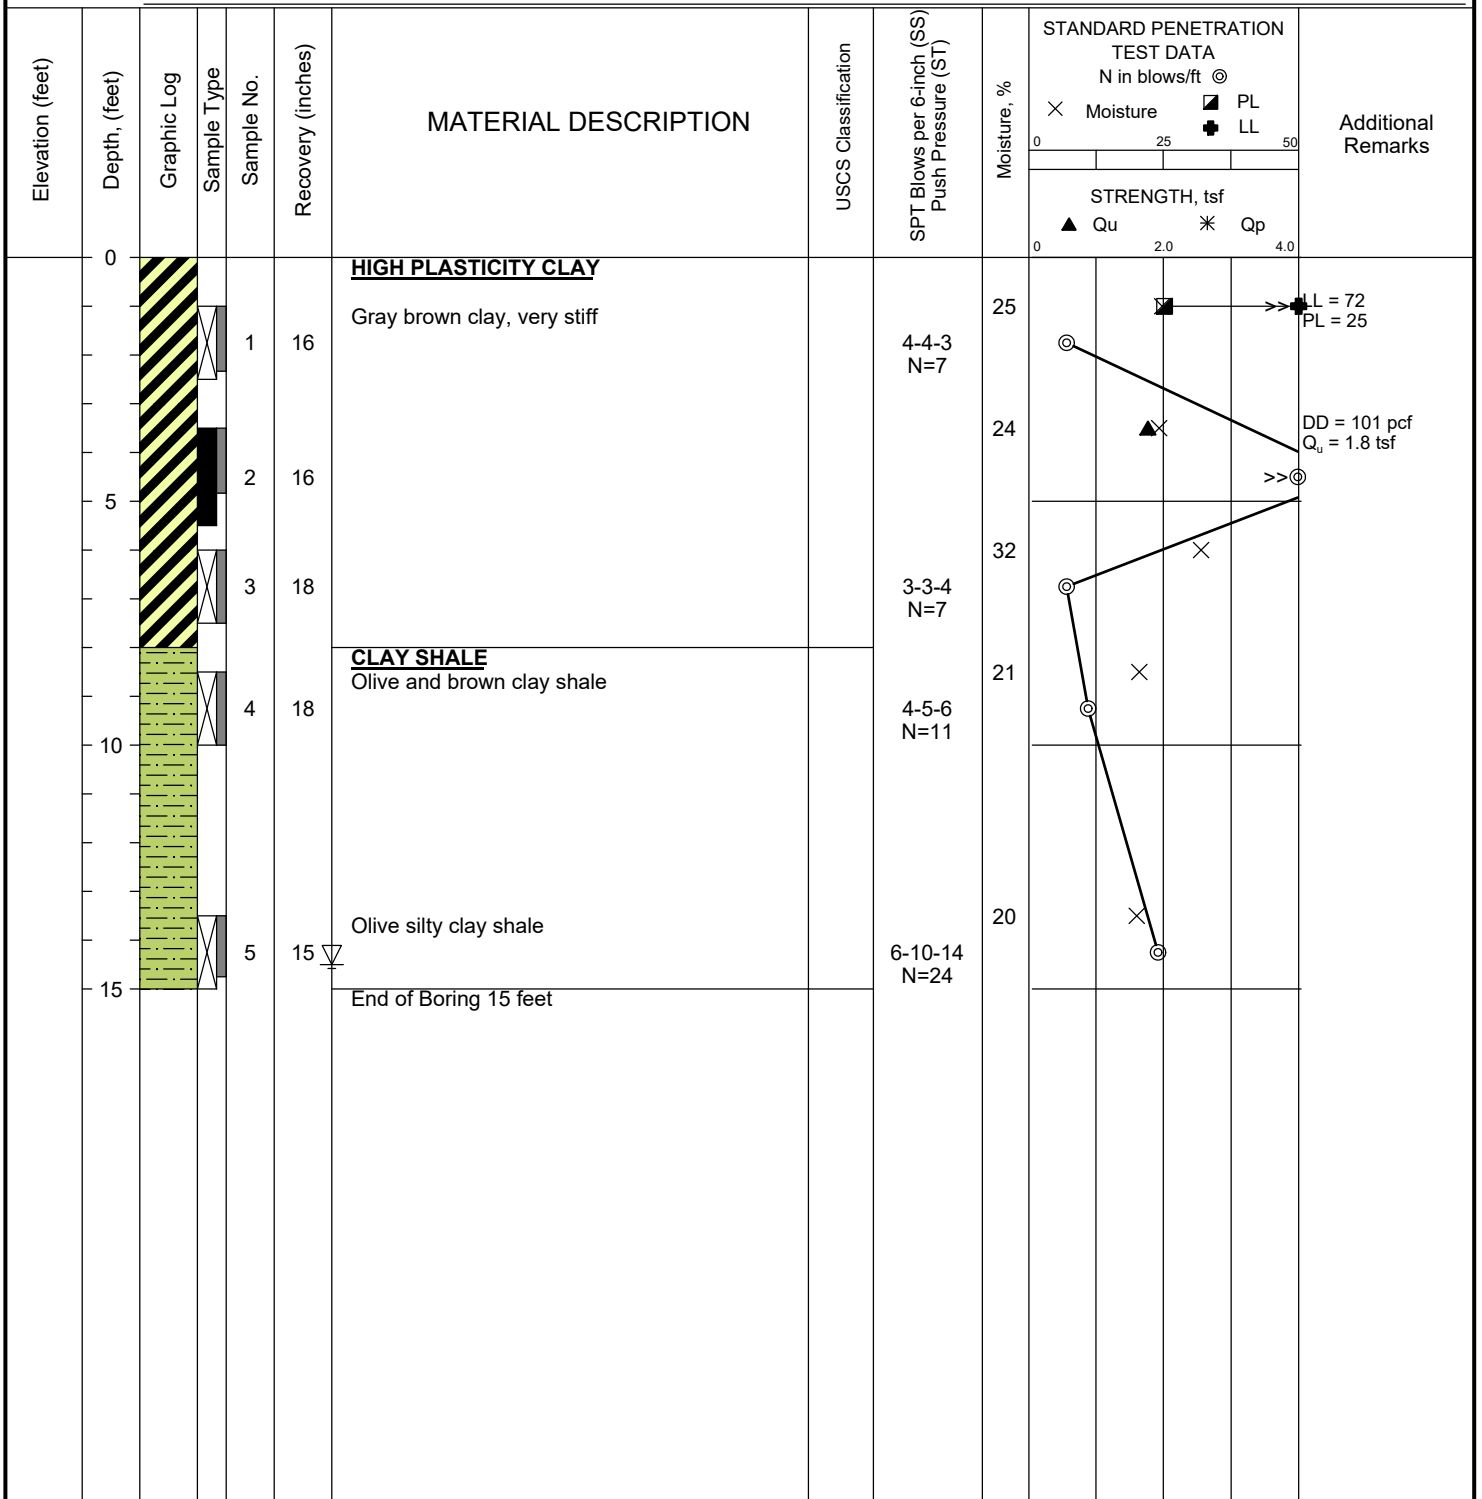 Elevation (feet)
Depth, (feet)
Graphic Log
Sample Type
Sample No.
Recovery (inches)
MATERIAL DESCRIPTION
USCS Classification
SPT Blows per 6-inch (SS)
Push Pressure (ST)
Moisture, %
STANDARD PENETRATION
TEST DATA
N in blows/ft
Moisture
PL
LL
0 25 50
STRENGTH, tsf
Qu Qp
0 2.0 4.0
Additional
Remarks
0
HIGH PLASTICITY CLAY
Gray brown clay, very stiff
25
>>
LL = 72
PL = 25
1 16
4-4-3
N=7
24
DD = 101 pcf
Qu = 1.8 tsf
2 16
>>
5
32
3 18
3-3-4
N=7
CLAY SHALE
Olive and brown clay shale
21
4 18
4-5-6
N=11
10
Olive silty clay shale
20
5 15
6-10-14
N=24
15
End of Boring 15 feet